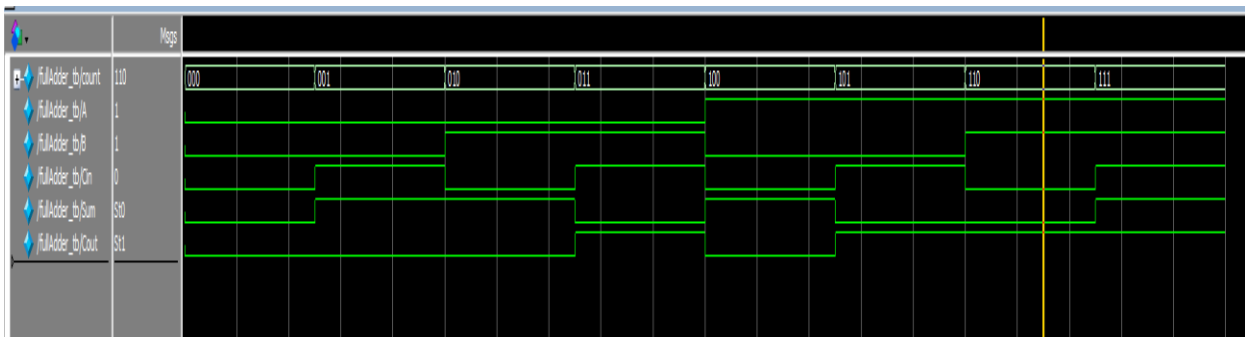 Msgs
/fullAdder_tb/count 110 000 001 010 011 100 101 110 111
/fullAdder_tb/A 1
/fullAdder_tb/B 1
/fullAdder_tb/Cin 0
/fullAdder_tb/Sum St0
/fullAdder_tb/Cout St1